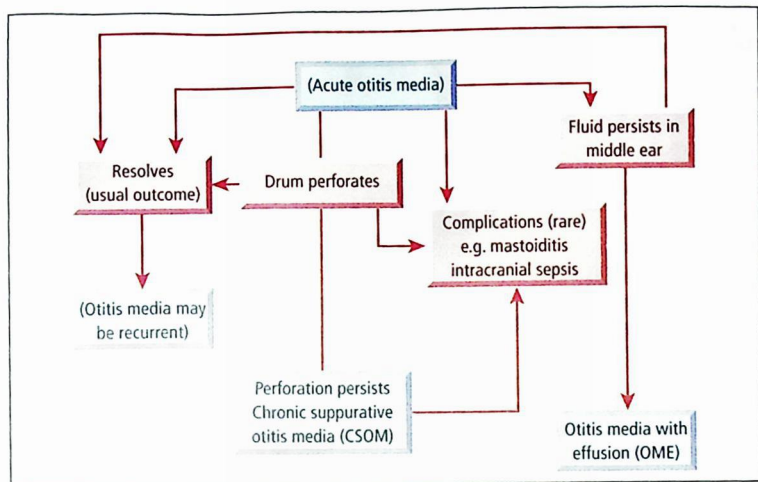 (Acute otitis media)
Fluid persists in
middle ear
Resolves
(usual outcome)
Drum perforates
Complications (rare)
e.g. mastoiditis
intracranial sepsis
(Otitis media may
be recurrent)
Perforation persists
Chronic suppurative
otitis media (CSOM)
Otitis media with
effusion (OME)